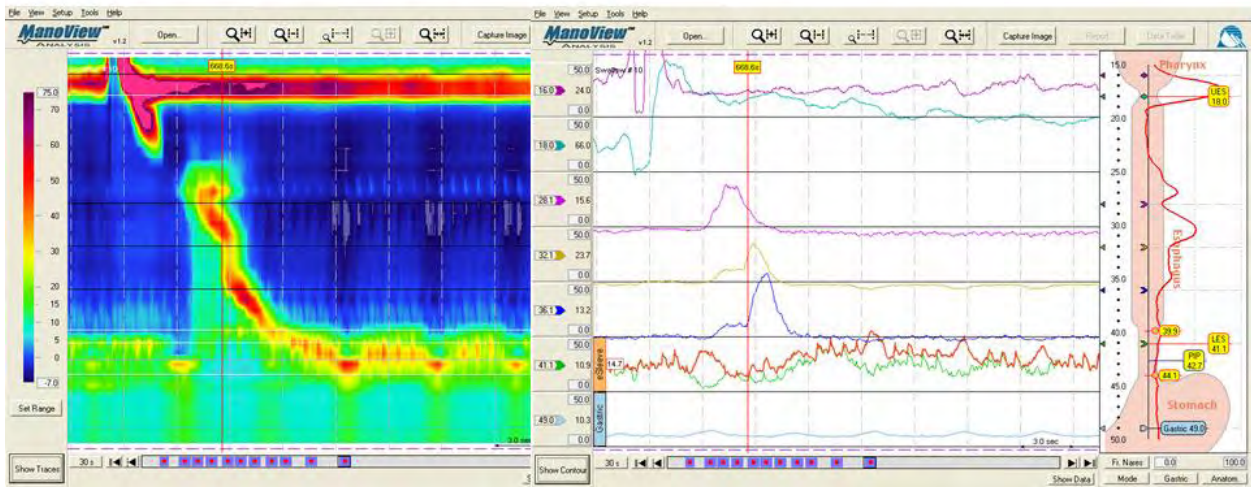 File View Setup Tools Help
ManoView™
ANALYSIS v1.2
Open...
Capture Image
668.6s
75.0
70
60
50
40
30
20
15
10
5
0
-7.0
Set Range
3.0 sec
Show Traces
30 s
File View Setup Tools Help
ManoView™
ANALYSIS v1.2
Open...
Capture Image
Report
Data Table
Swallow # 10
668.6s
50.0
16.0 24.0
0.0
50.0
18.0 66.0
0.0
50.0
28.1 15.6
0.0
50.0
32.1 23.7
0.0
50.0
36.1 13.2
0.0
50.0
41.1 10.9
0.0
eSleeve
14.7
50.0
49.0 10.3
0.0
Gastric
3.0 sec
Show Contour
30 s
Show Data
15.0
Pharynx
UES
18.0
20.0
25.0
30.0
Esophagus
35.0
40.0
39.9
LES
41.1
PIP
42.7
44.1
45.0
Stomach
Gastric 49.0
50.0
Fr. Nares 0.0 100.0
Mode Gastric Anatom.